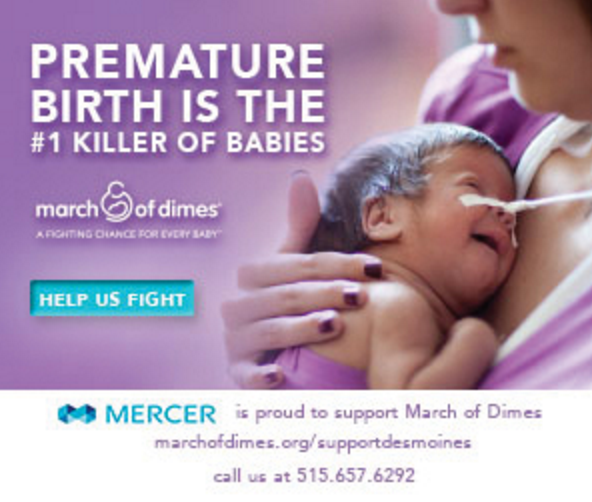 PREMATURE
BIRTH IS THE
#1 KILLER OF BABIES
march of dimes®
A FIGHTING CHANCE FOR EVERY BABY™
HELP US FIGHT
MERCER is proud to support March of Dimes
marchofdimes.org/supportdesmoines
call us at 515.657.6292